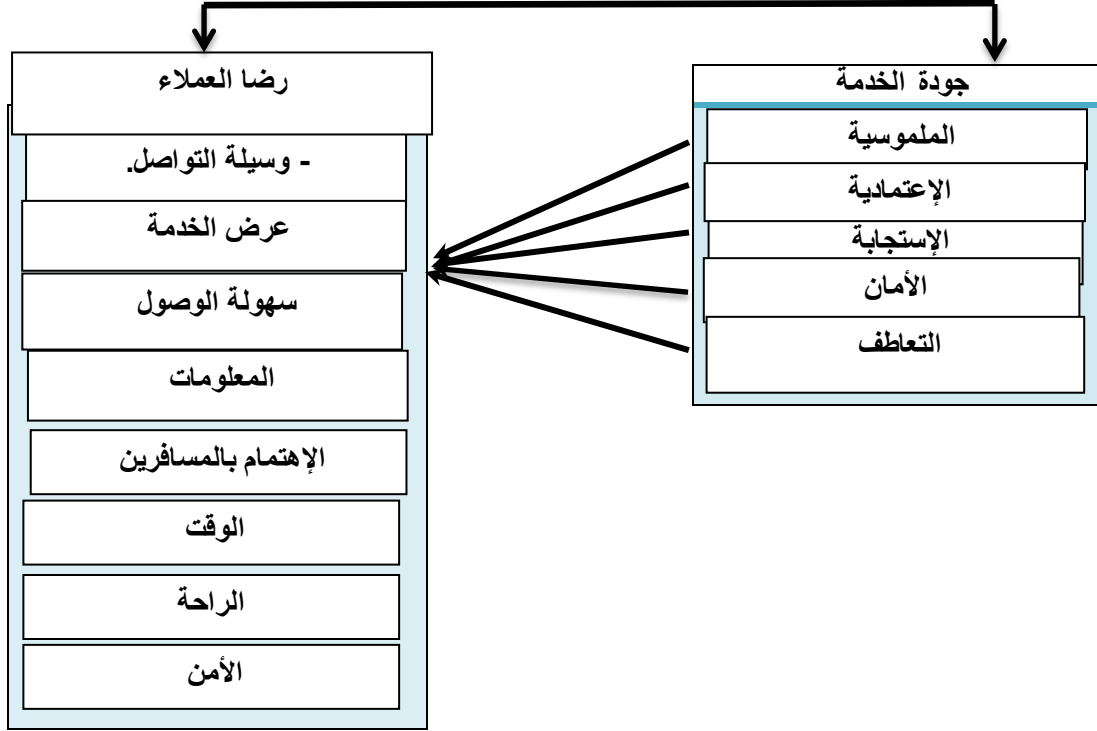 جودة الخدمة
الملموسية
الإعتمادية
الإستجابة
الأمان
التعاطف
رضا العملاء
- وسيلة التواصل.
عرض الخدمة
سهولة الوصول
المعلومات
الإهتمام بالمسافرين
الوقت
الراحة
الأمن